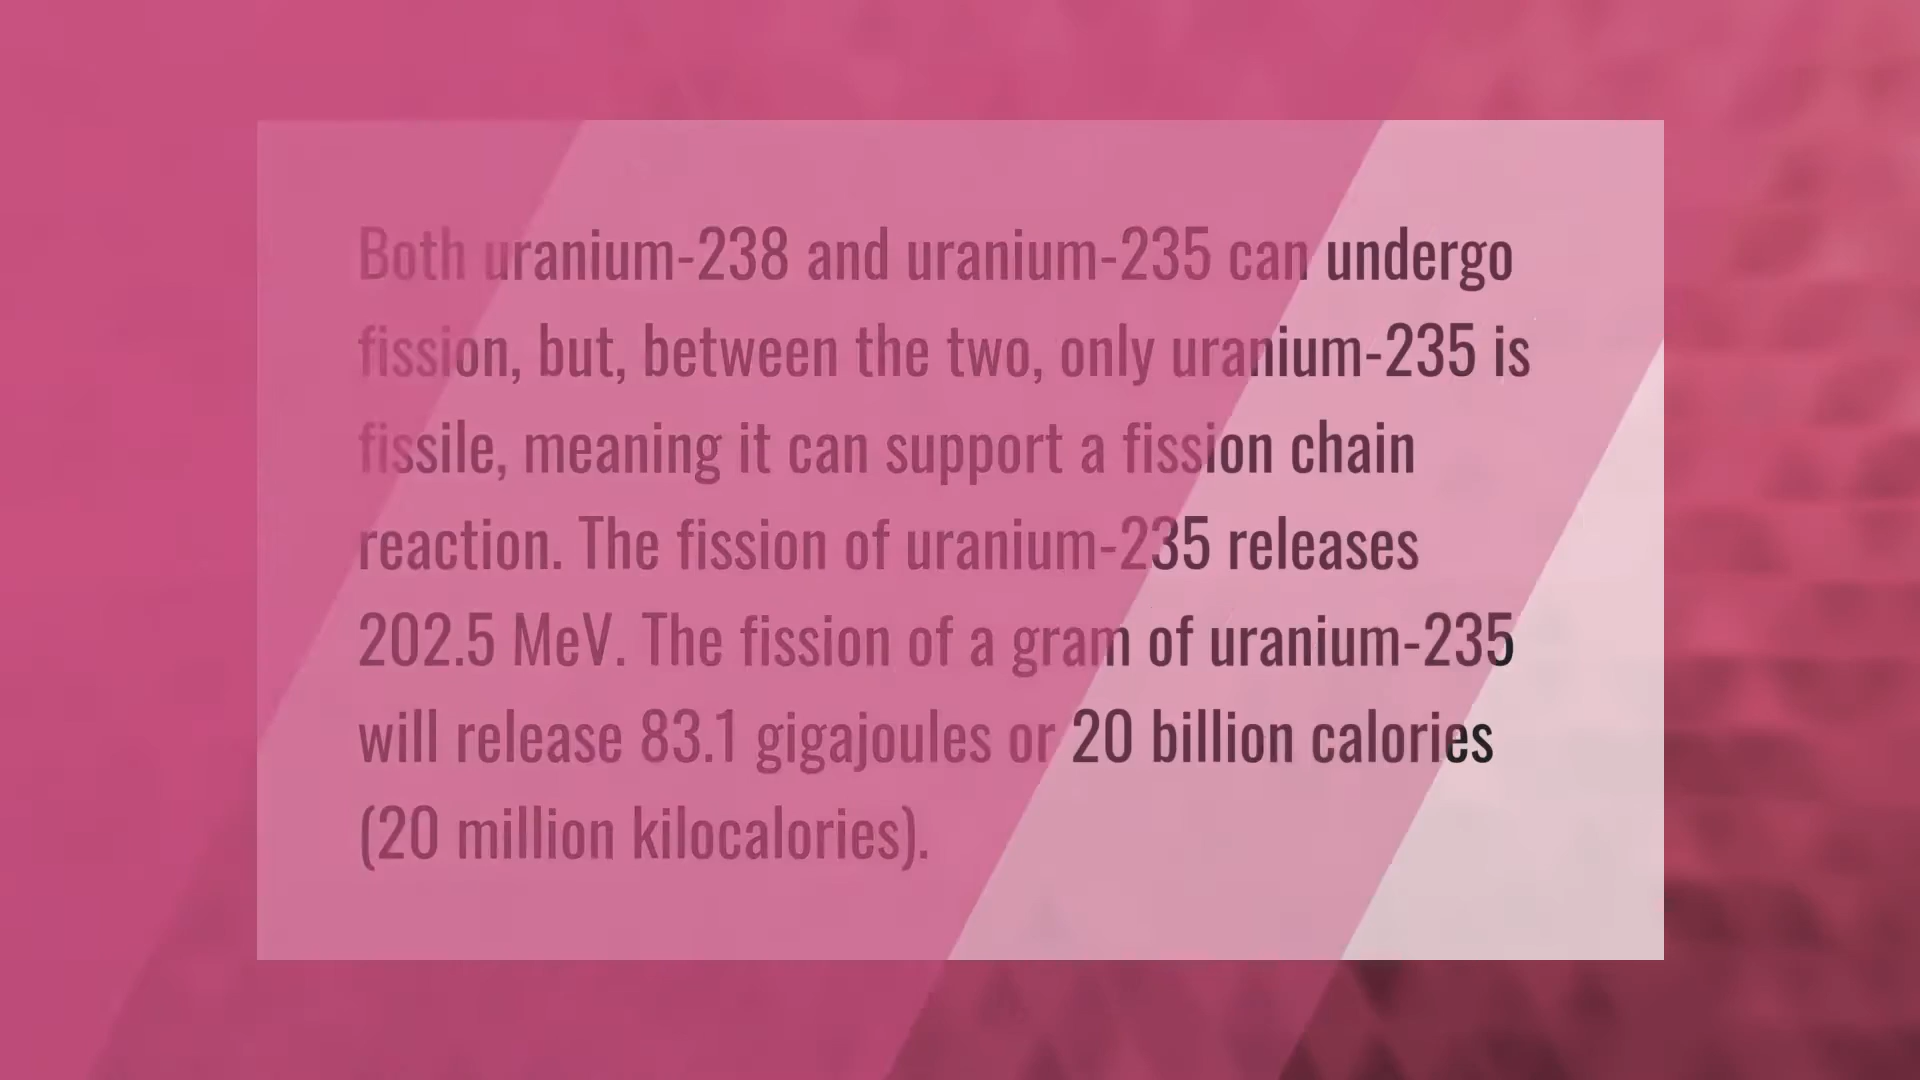 Both uranium-238 and uranium-235 can undergo
fission, but, between the two, only uranium-235 is
fissile, meaning it can support a fission chain
reaction. The fission of uranium-235 releases
202.5 MeV. The fission of a gram of uranium-235
will release 83.1 gigajoules or 20 billion calories
(20 million kilocalories).